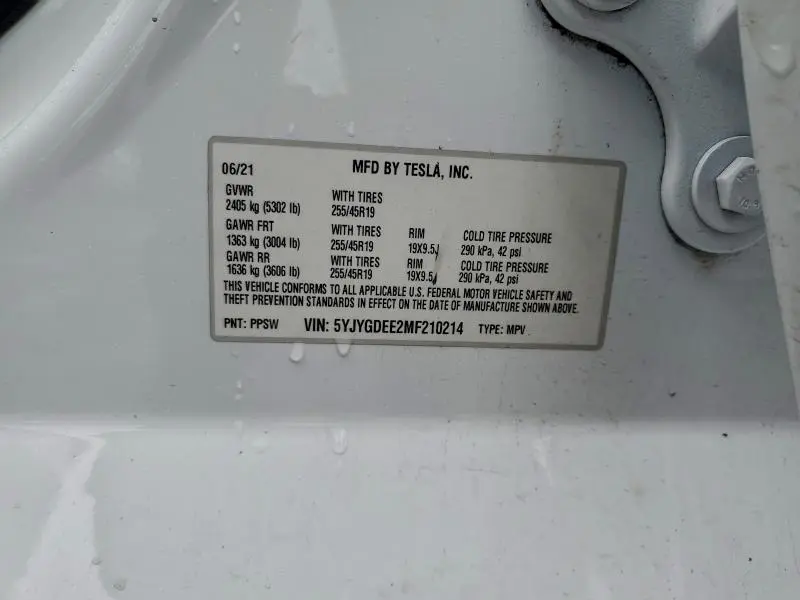 06/21 MFD BY TESLA, INC.
GVWR WITH TIRES
2405 kg (5302 lb) 255/45R19
GAWR FRT WITH TIRES RIM COLD TIRE PRESSURE
1363 kg (3004 lb) 255/45R19 19X9.5J 290 kPa, 42 psi
GAWR RR WITH TIRES RIM COLD TIRE PRESSURE
1636 kg (3606 lb) 255/45R19 19X9.5J 290 kPa, 42 psi
THIS VEHICLE CONFORMS TO ALL APPLICABLE U.S. FEDERAL MOTOR VEHICLE SAFETY AND
THEFT PREVENTION STANDARDS IN EFFECT ON THE DATE OF MANUFACTURE SHOWN ABOVE.
PNT: PPSW VIN: 5YJYGDEE2MF210214 TYPE: MPV